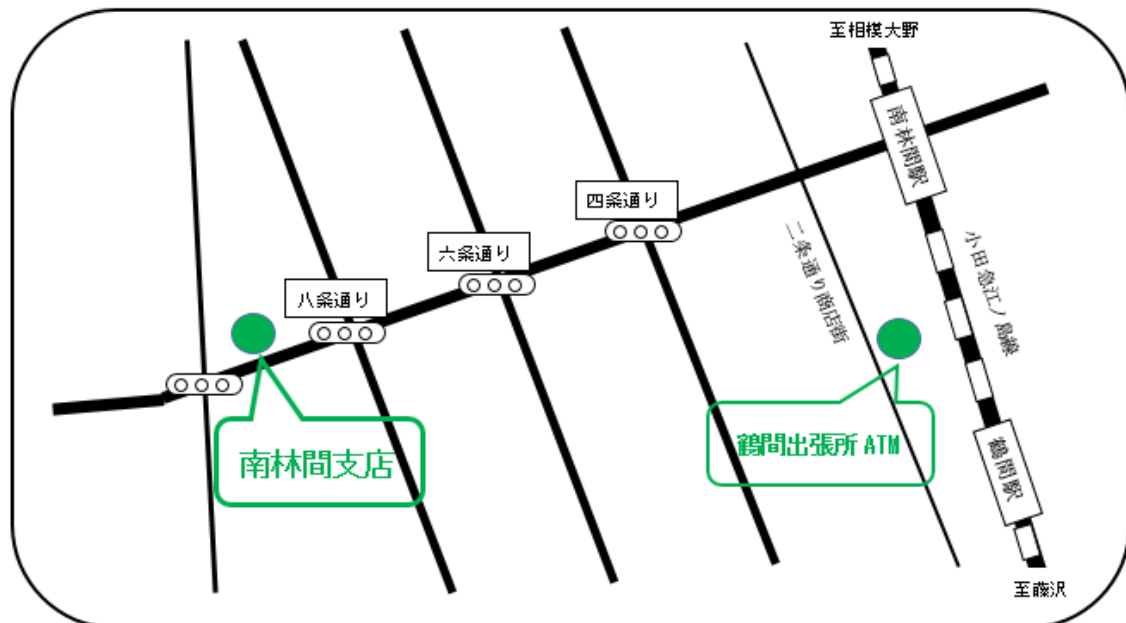 至相模大野
南林間駅
四条通り
六条通り
二条通り商店街
小田急江ノ島線
八条通り
南林間支店
鶴間出張所 ATM
鶴間駅
至藤沢